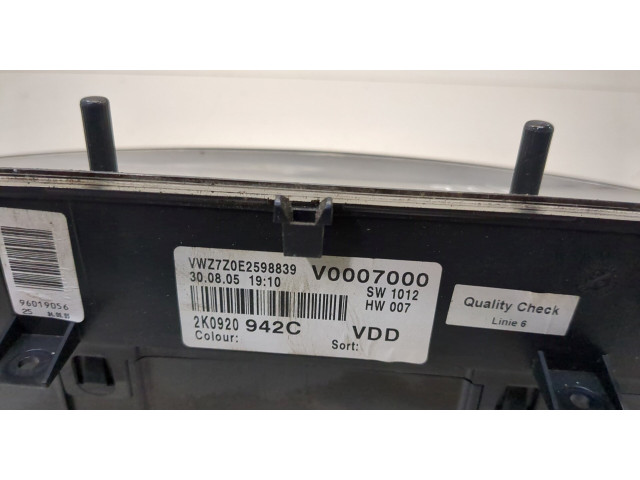 VWZ7Z0E2598839 V0007000
30.08.05 19:10 SW 1012
HW 007
2K0920 942C VDD
Colour: Sort:
Quality Check
Linie 6
96019056
25